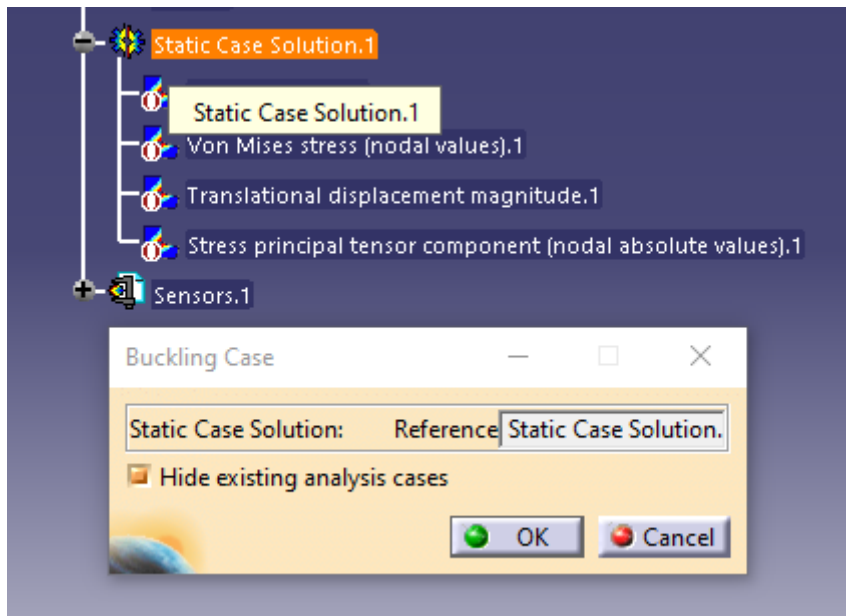 Static Case Solution.1
Static Case Solution.1
Von Mises stress (nodal values).1
Translational displacement magnitude.1
Stress principal tensor component (nodal absolute values).1
Sensors.1
Buckling Case
Static Case Solution: Reference Static Case Solution.
Hide existing analysis cases
OK Cancel